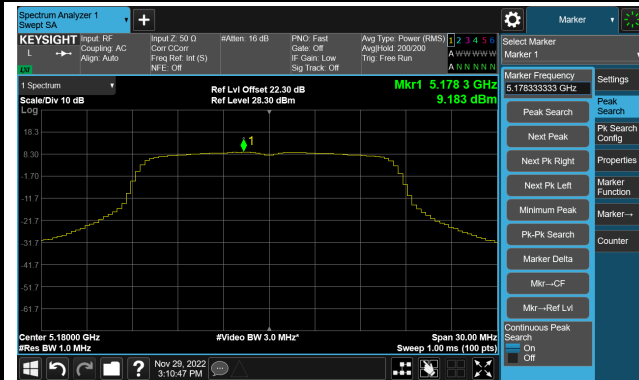 Spectrum Analyzer 1
Swept SA
+
Marker
KEYSIGHT
Input: RF
Coupling: AC
Align: Auto
Input Z: 50 Ω
Corr CCorr
Freq Ref: Int (S)
NFE: Off
#Atten: 16 dB
PNO: Fast
Gate: Off
IF Gain: Low
Sig Track: Off
Avg Type: Power (RMS)
Avg|Hold: 200/200
Trig: Free Run
1 2 3 4 5 6
A W W W W W
A N N N N N
L
Select Marker
Marker 1
1 Spectrum
Scale/Div 10 dB
Log
Ref Lvl Offset 22.30 dB
Ref Level 28.30 dBm
Mkr1 5.178 3 GHz
9.183 dBm
Marker Frequency
5.178333333 GHz
Peak Search
Next Peak
Next Pk Right
Next Pk Left
Minimum Peak
Pk-Pk Search
Marker Delta
Mkr→CF
Mkr→Ref Lvl
Continuous Peak
Search
On
Off
Settings
Peak
Search
Pk Search
Config
Properties
Marker
Function
Marker→
Counter
1
18.3
8.30
-1.70
-11.7
-21.7
-31.7
-41.7
-51.7
-61.7
Center 5.18000 GHz
#Res BW 1.0 MHz
#Video BW 3.0 MHz*
Span 30.00 MHz
Sweep 1.00 ms (100 pts)
?
Nov 29, 2022
3:10:47 PM